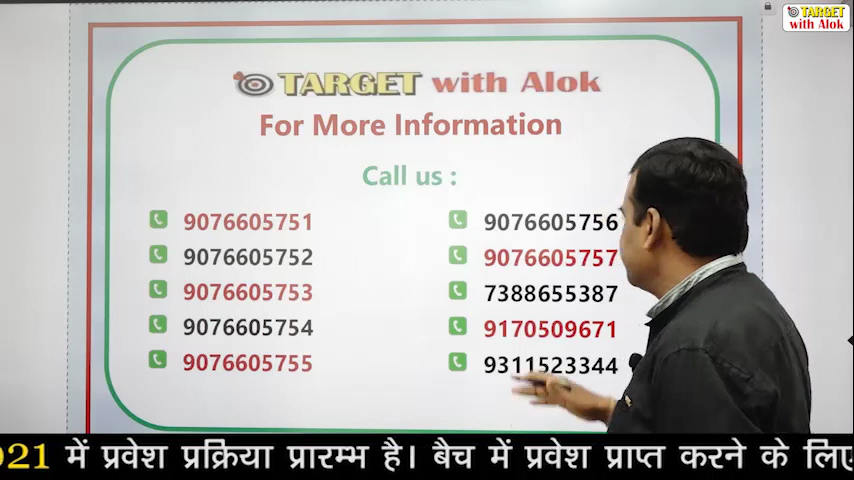 TARGET
with Alok
TARGET with Alok
For More Information
Call us :
9076605751
9076605752
9076605753
9076605754
9076605755
9076605756
9076605757
7388655387
9170509671
9311523344
में प्रवेश प्रक्रिया प्रारम्भ है। बैच में प्रवेश प्राप्त करने के लिए